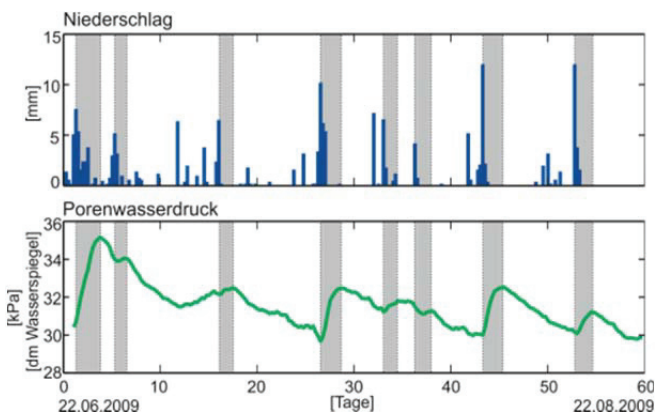 Niederschlag
15
10
5
0
[mm]
Porenwasserdruck
36
34
32
30
28
[kPa]
[dm Wasserspiegel]
0 10 20 30 40 50 60
22.06.2009 [Tage] 22.08.2009